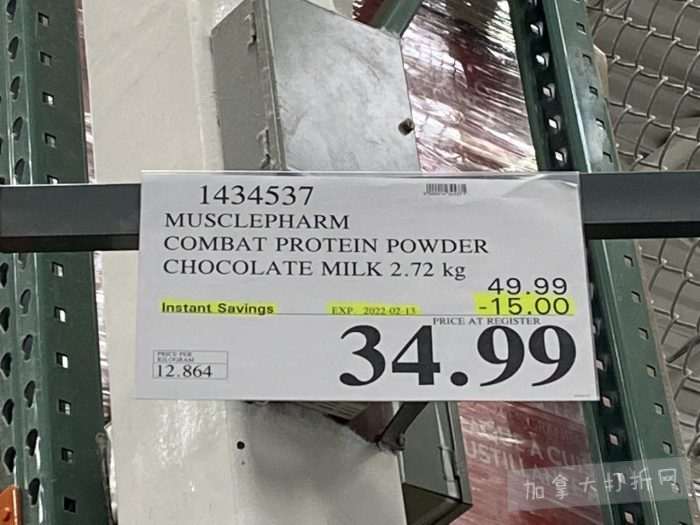 1434537
MUSCLEPHARM
COMBAT PROTEIN POWDER
CHOCOLATE MILK 2.72 kg
49.99
Instant Savings EXP. 2022-02-13 -15.00
PRICE AT REGISTER
34.99
PRICE PER
KILOGRAM
12.864
加拿大打折网